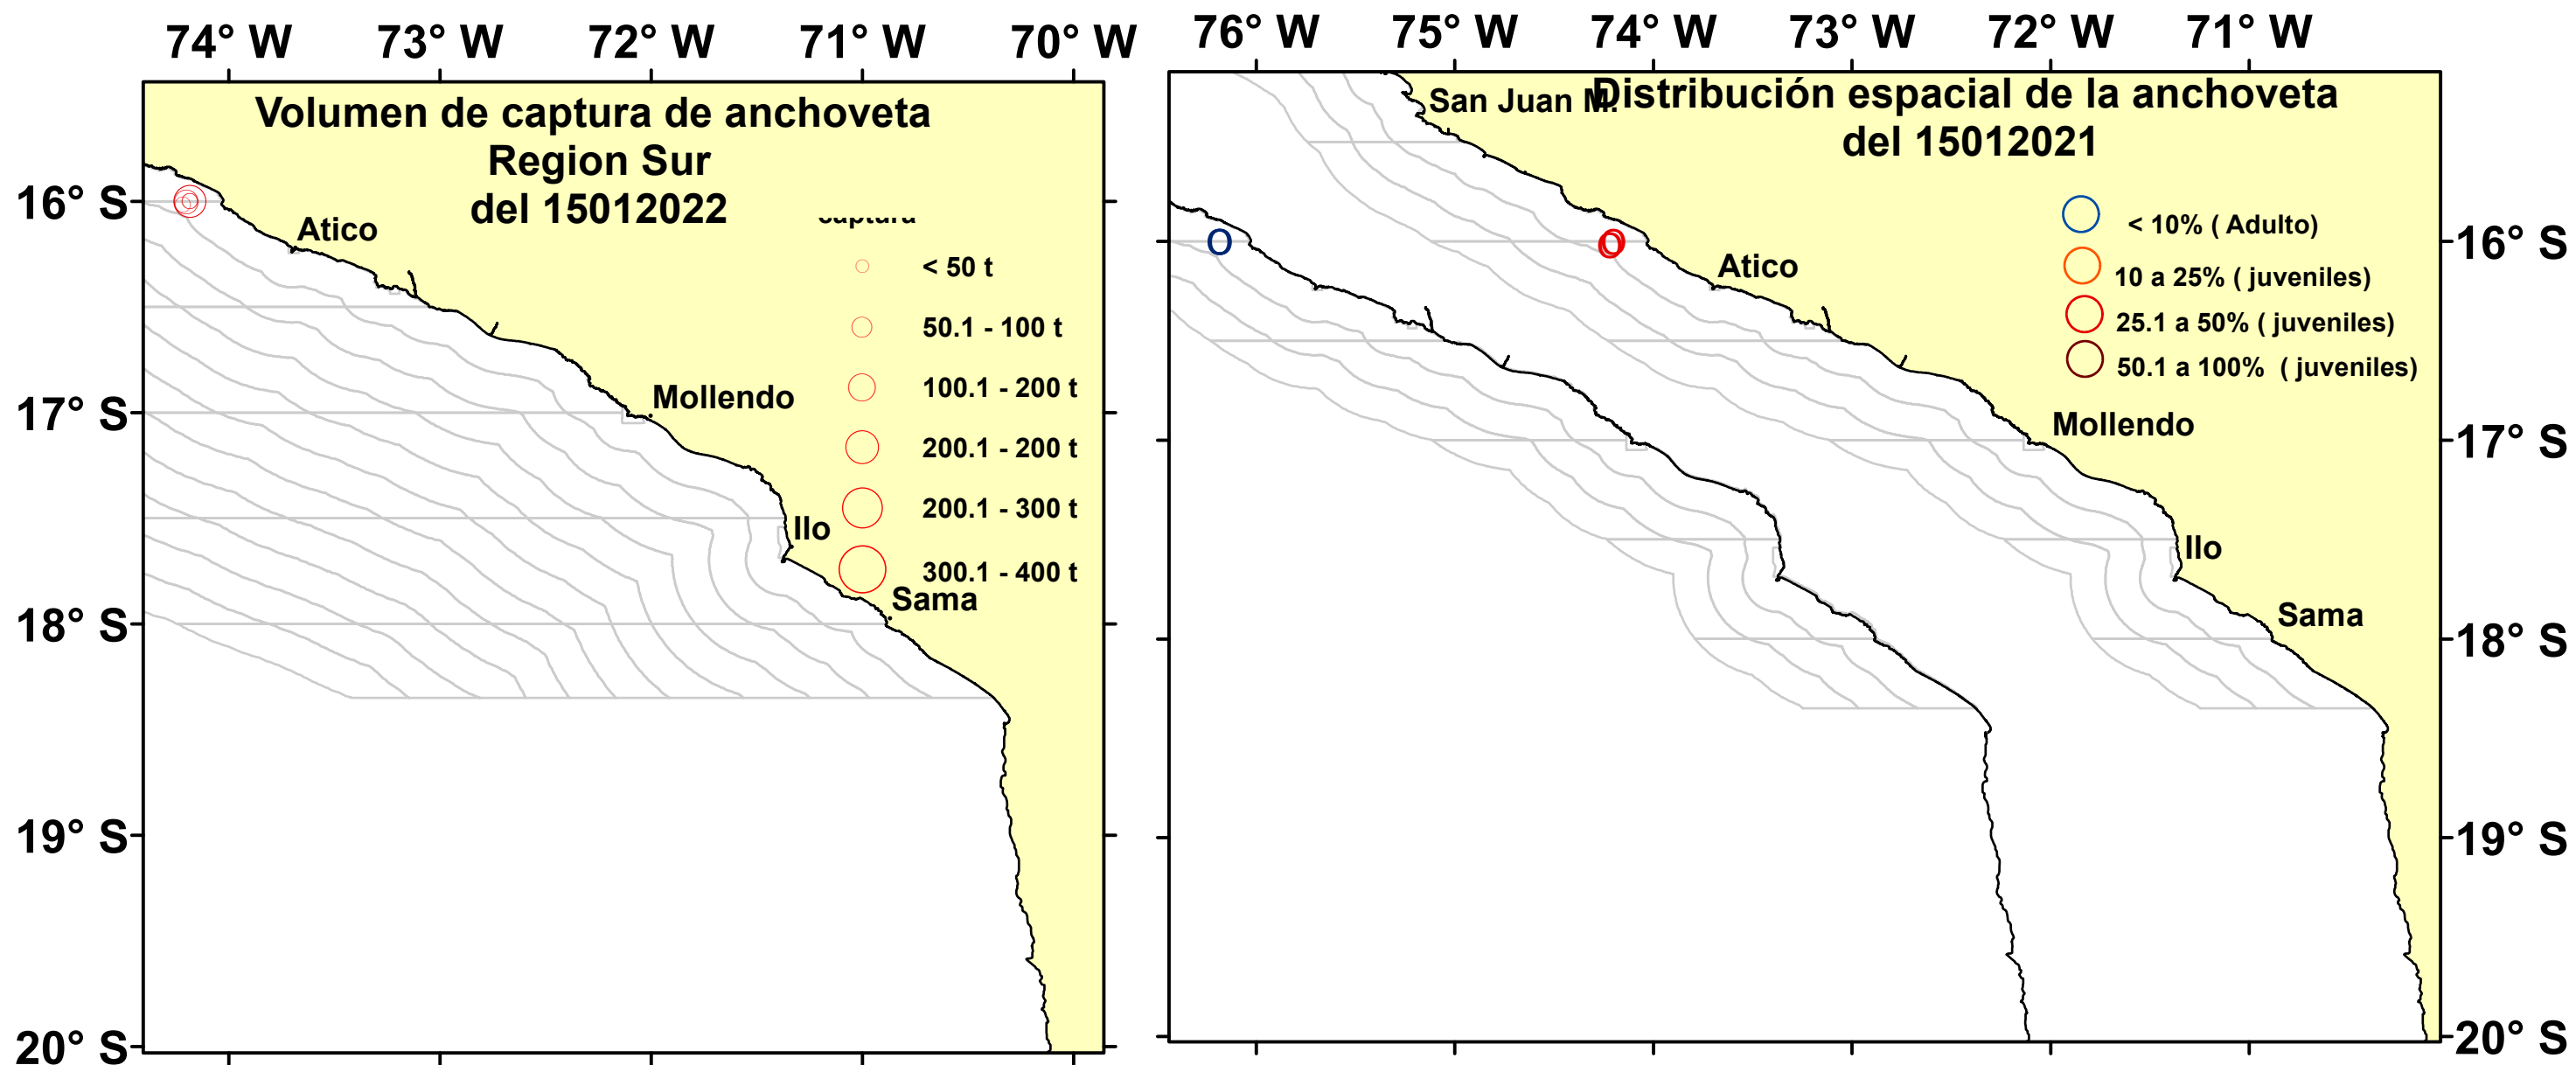 74° W 73° W 72° W 71° W 70° W
Volumen de captura de anchoveta
Region Sur
del 15012022
captura
< 50 t
50.1 - 100 t
100.1 - 200 t
200.1 - 200 t
200.1 - 300 t
300.1 - 400 t
Atico
Mollendo
Ilo
Sama
16° S
17° S
18° S
19° S
20° S
76° W 75° W 74° W 73° W 72° W 71° W
San Juan M.
Distribución espacial de la anchoveta
del 15012021
< 10% ( Adulto)
10 a 25% ( juveniles)
25.1 a 50% ( juveniles)
50.1 a 100% ( juveniles)
Atico
Mollendo
Ilo
Sama
16° S
17° S
18° S
19° S
20° S